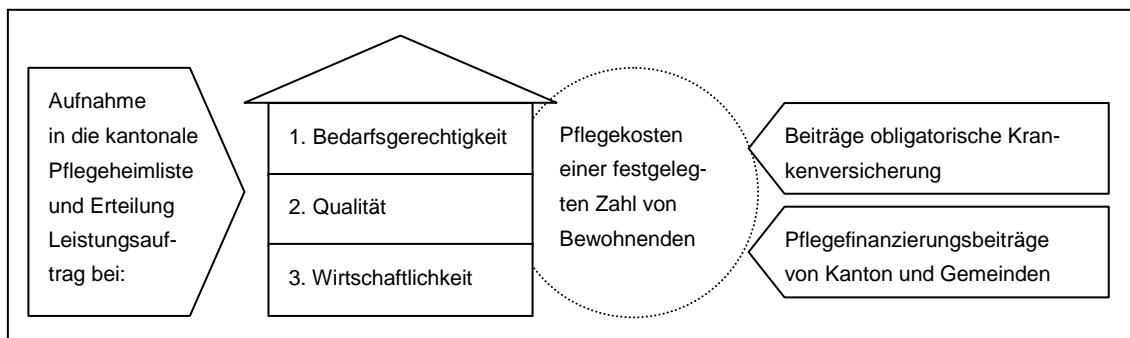 Aufnahme
in die kantonale
Pflegeheimliste
und Erteilung
Leistungsauf-
trag bei:
1. Bedarfsgerechtigkeit
2. Qualität
3. Wirtschaftlichkeit
Pflegekosten
einer festgeleg-
ten Zahl von
Bewohnenden
Beiträge obligatorische Kran-
kenversicherung
Pflegefinanzierungsbeiträge
von Kanton und Gemeinden